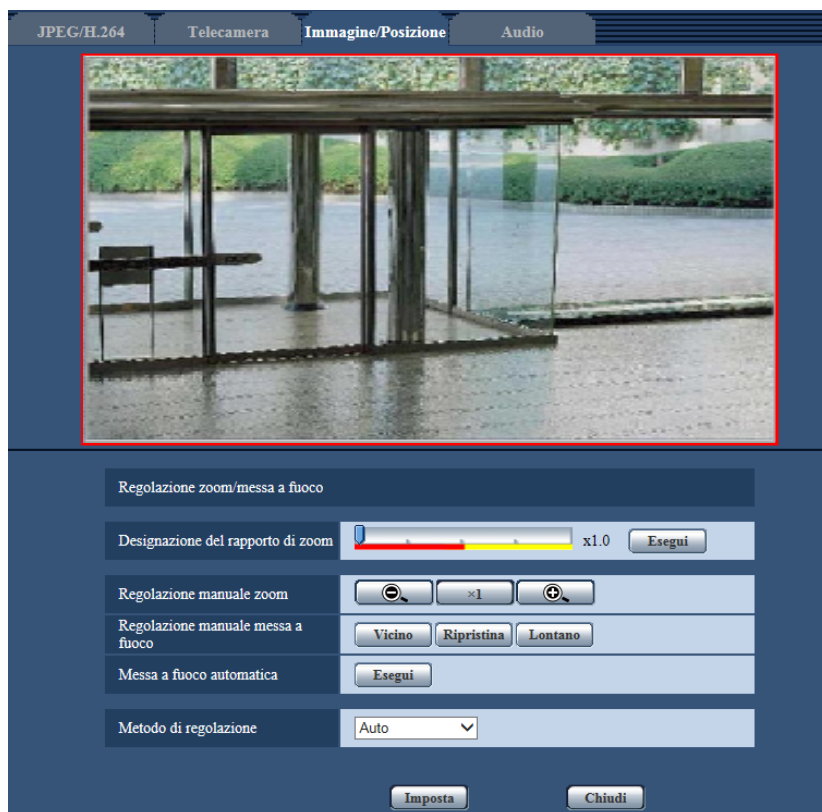 JPEG/H.264 Telecamera Immagine/Posizione Audio
Regolazione zoom/messa a fuoco
Designazione del rapporto di zoom x1.0 Esegui
Regolazione manuale zoom ×1
Regolazione manuale messa a
fuoco Vicino Ripristina Lontano
Messa a fuoco automatica Esegui
Metodo di regolazione Auto
Imposta Chiudi